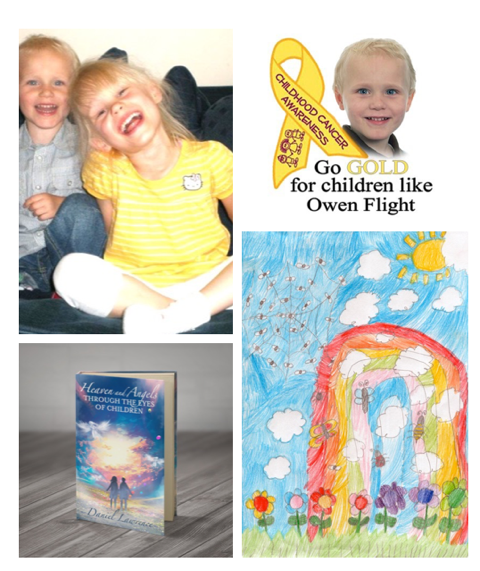 CHILDHOOD CANCER
AWARENESS
Go GOLD
for children like
Owen Flight
Heaven and Angels
THROUGH THE EYES
OF CHILDREN
Daniel Lawrence